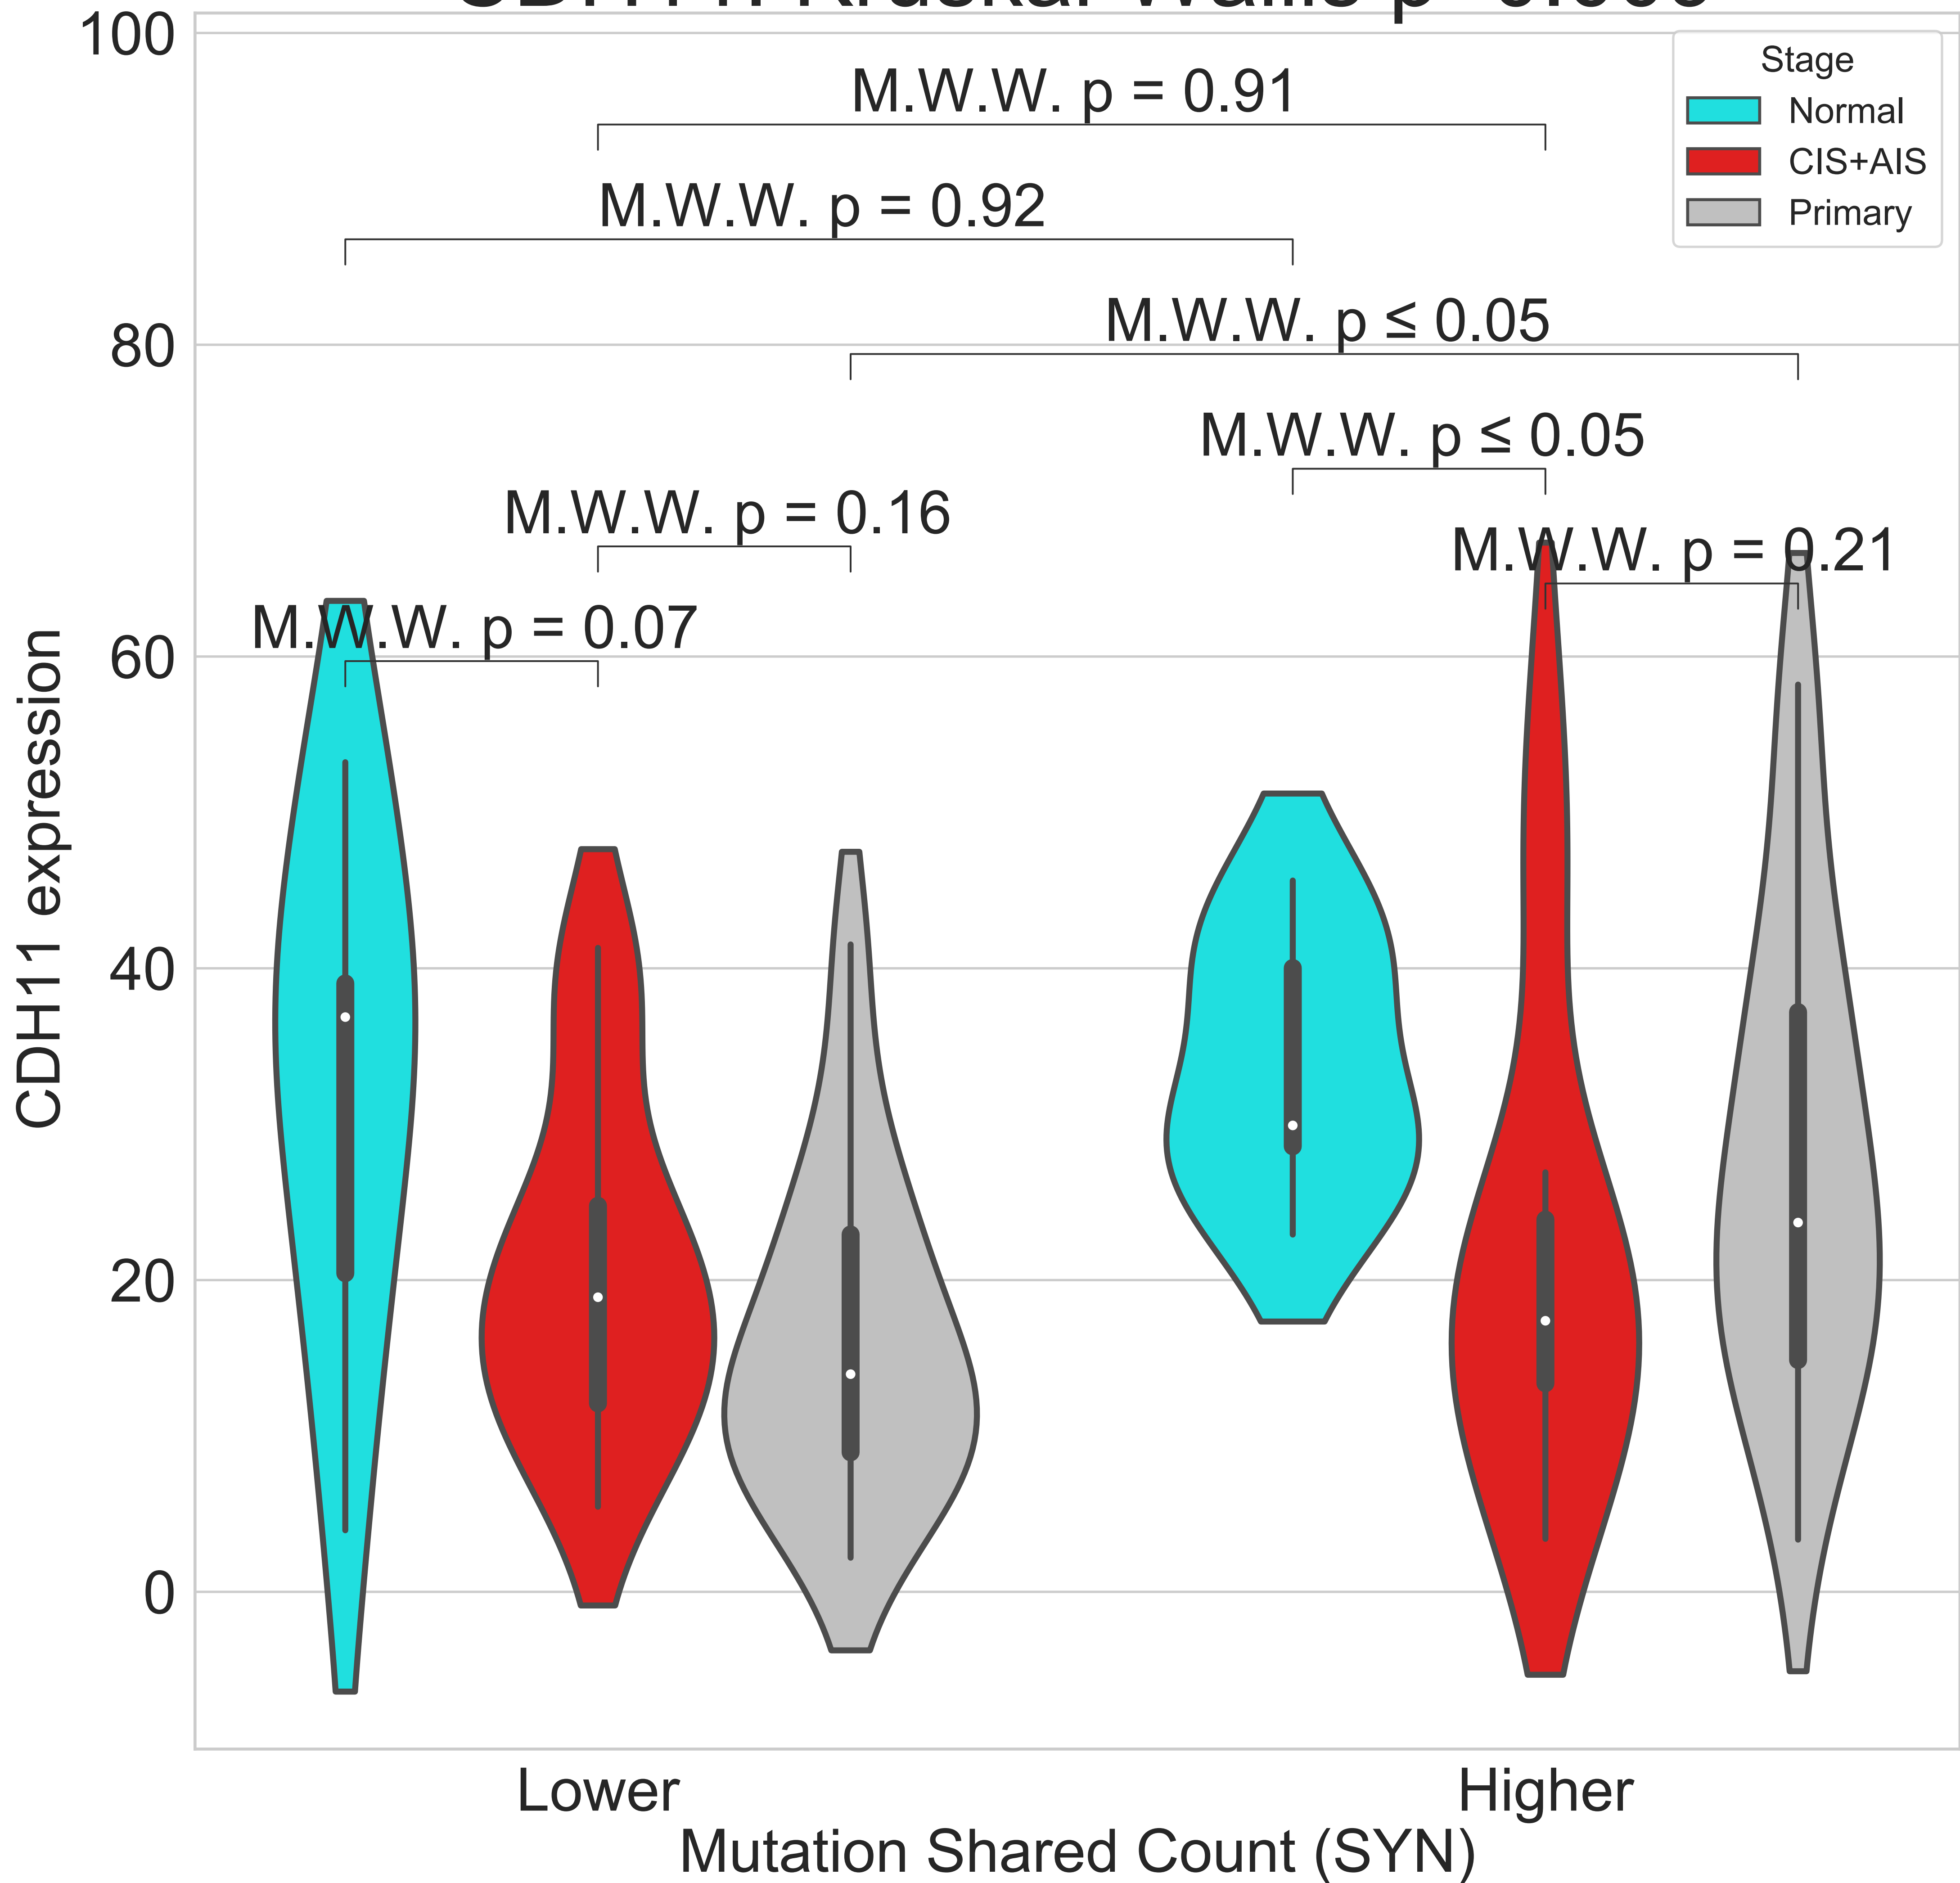 100
80
60
40
20
0
CDH11 expression
M.W.W. p = 0.91
M.W.W. p = 0.92
M.W.W. p ≤ 0.05
M.W.W. p ≤ 0.05
M.W.W. p = 0.16
M.W.W. p = 0.21
M.W.W. p = 0.07
Stage
Normal
CIS+AIS
Primary
Lower
Higher
Mutation Shared Count (SYN)